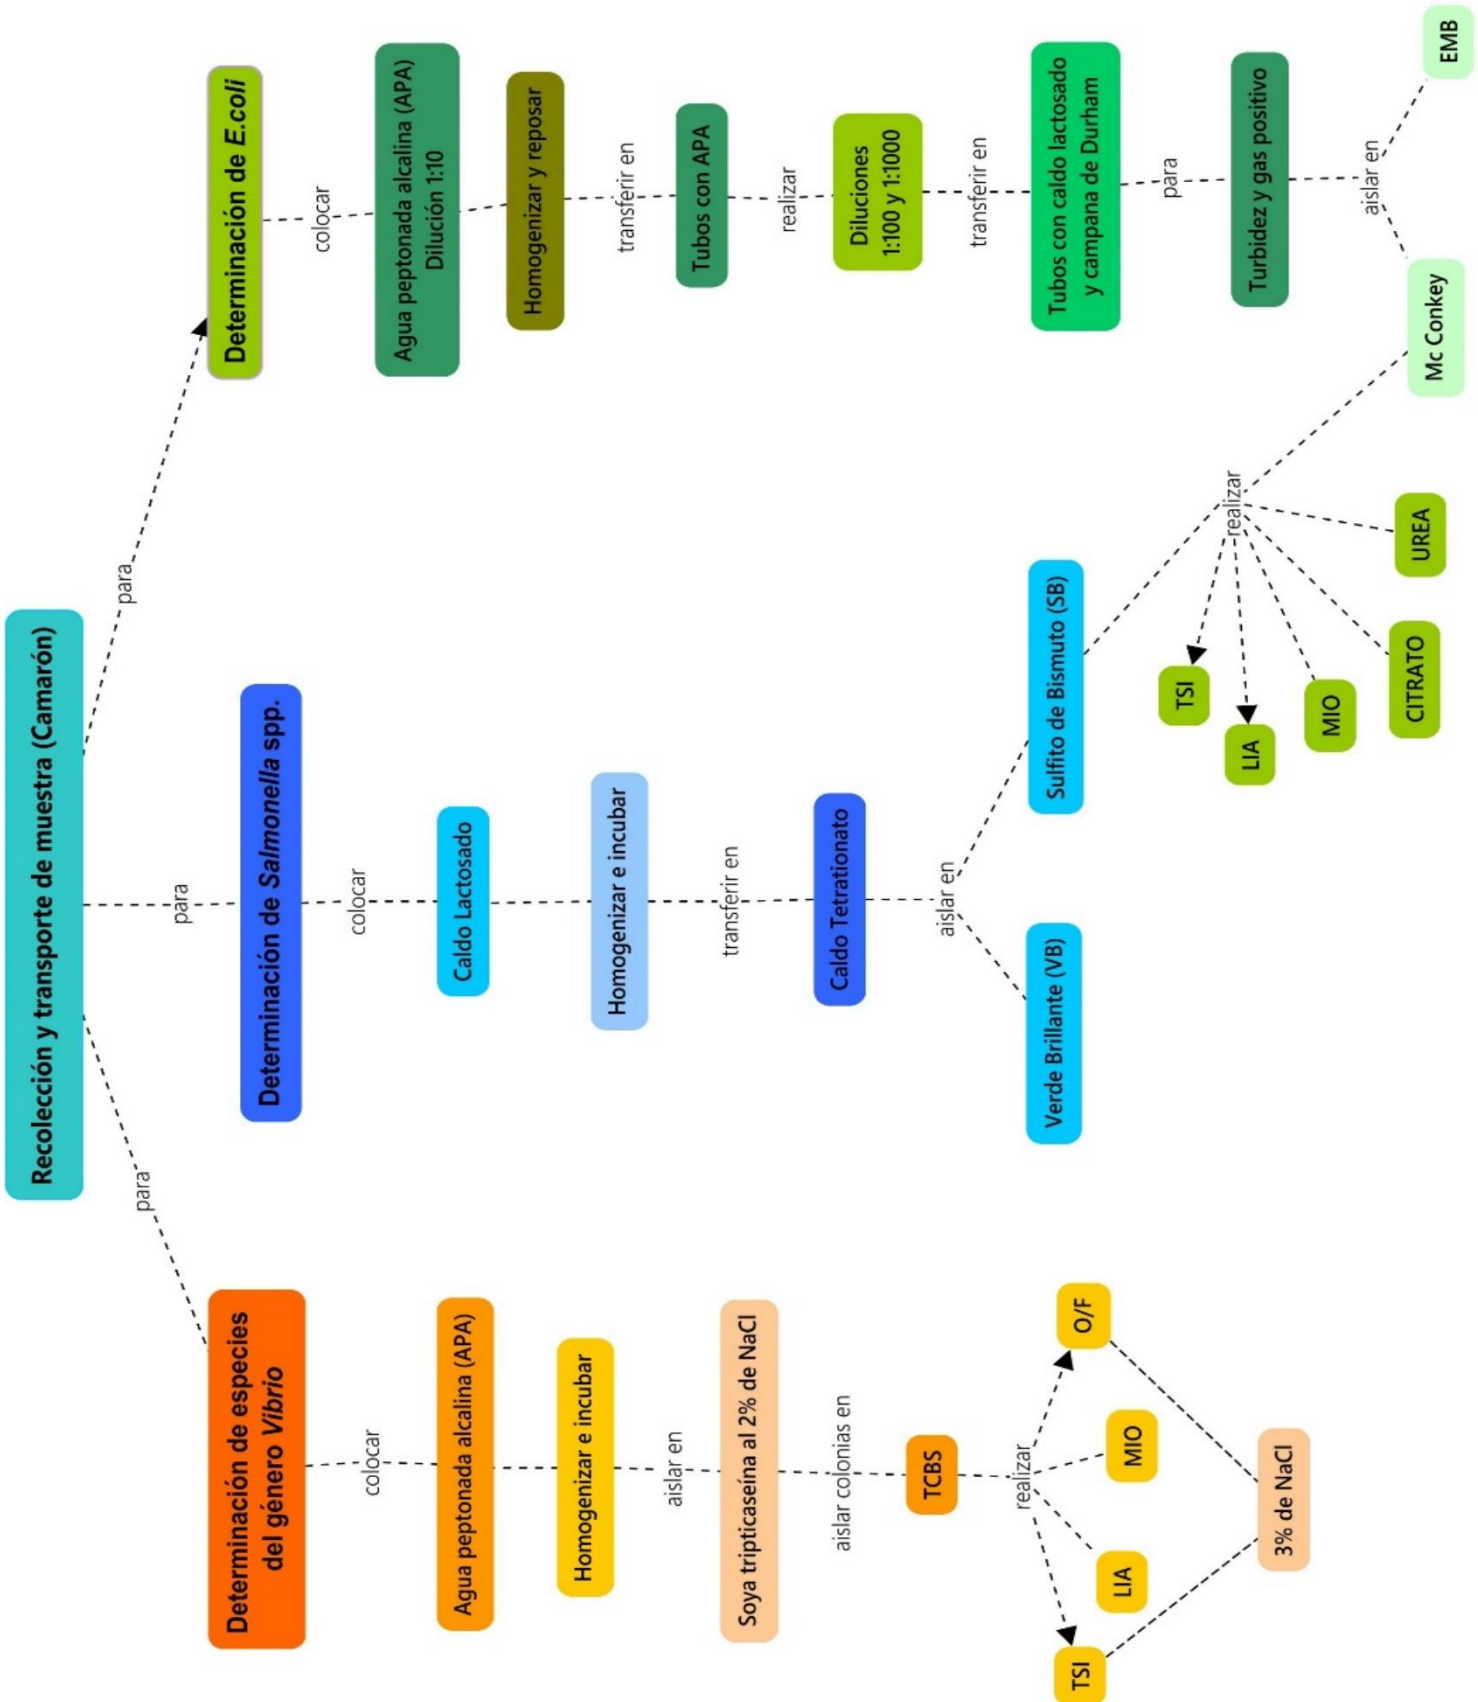 Recolección y transporte de muestra (Camarón)
para
para
para
Determinación de especies
del género Vibrio
colocar
Agua peptonada alcalina (APA)
Homogenizar e incubar
aislar en
Soya tripticaseína al 2% de NaCl
aislar colonias en
TCBS
realizar
TSI
LIA
MIO
O/F
3% de NaCl
Determinación de Salmonella spp.
colocar
Caldo Lactosado
Homogenizar e incubar
transferir en
Caldo Tetrationato
aislar en
Verde Brillante (VB)
Sulfito de Bismuto (SB)
realizar
TSI
LIA
MIO
CITRATO
UREA
Determinación de E.coli
colocar
Agua peptonada alcalina (APA)
Dilución 1:10
Homogenizar y reposar
transferir en
Tubos con APA
realizar
Diluciones
1:100 y 1:1000
transferir en
Tubos con caldo lactosado
y campana de Durham
para
Turbidez y gas positivo
aislar en
Mc Conkey
EMB